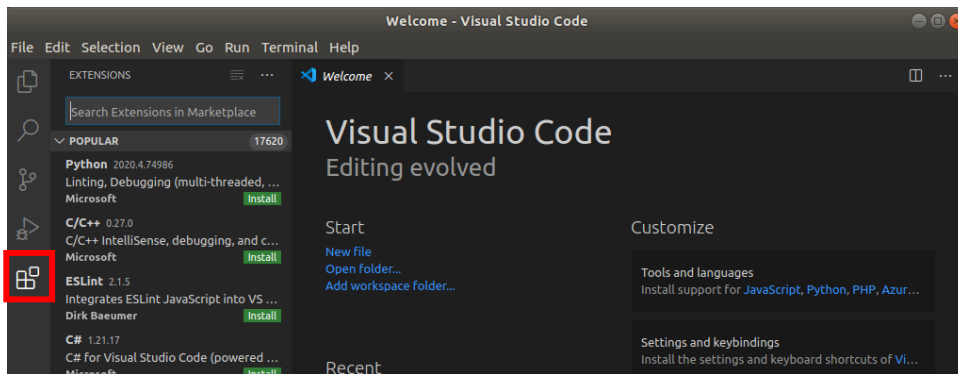 Welcome - Visual Studio Code
File Edit Selection View Go Run Terminal Help
EXTENSIONS
Search Extensions in Marketplace
POPULAR 17620
Python 2020.4.74986
Linting, Debugging (multi-threaded, ...
Microsoft Install
C/C++ 0.27.0
C/C++ IntelliSense, debugging, and c...
Microsoft Install
ESLint 2.1.5
Integrates ESLint JavaScript into VS ...
Dirk Baeumer Install
C# 1.21.17
C# for Visual Studio Code (powered ...
Microsoft Install
Welcome
Visual Studio Code
Editing evolved
Start
New file
Open folder...
Add workspace folder...
Recent
Customize
Tools and languages
Install support for JavaScript, Python, PHP, Azur...
Settings and keybindings
Install the settings and keyboard shortcuts of Vi...